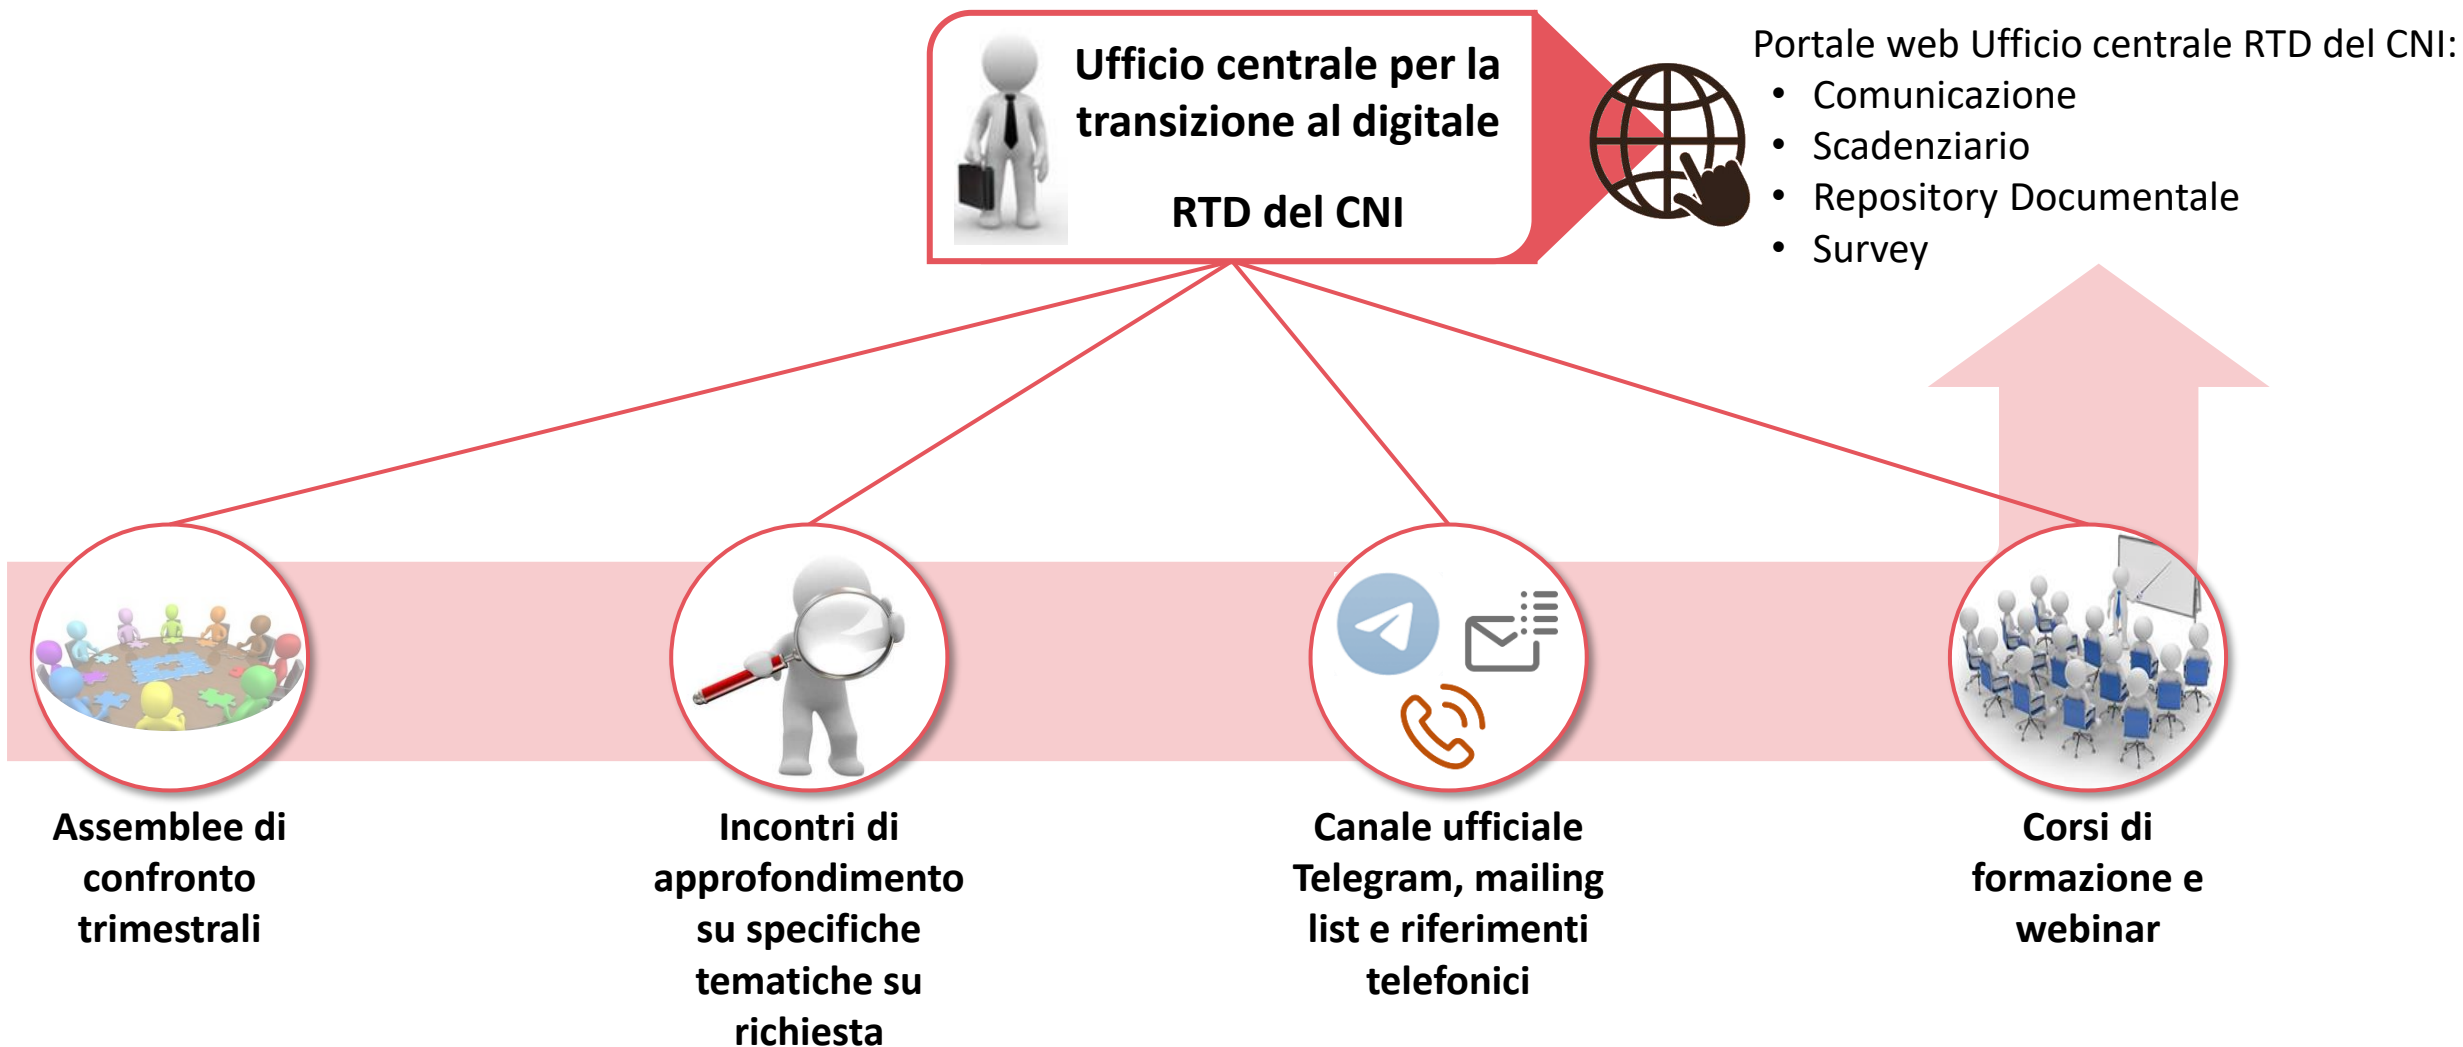 Ufficio centrale per la
transizione al digitale
RTD del CNI
Portale web Ufficio centrale RTD del CNI:
• Comunicazione
• Scadenziario
• Repository Documentale
• Survey
Assemblee di
confronto
trimestrali
Incontri di
approfondimento
su specifiche
tematiche su
richiesta
Canale ufficiale
Telegram, mailing
list e riferimenti
telefonici
Corsi di
formazione e
webinar